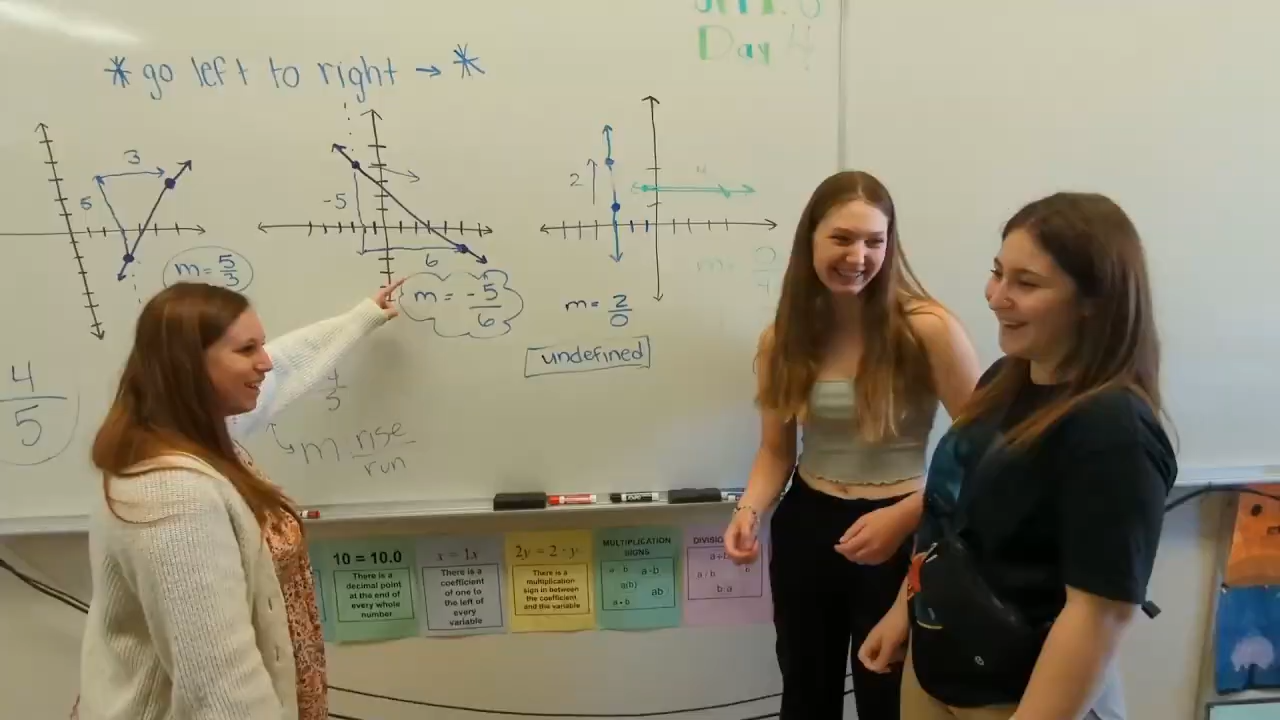 Day 4
* go left to right → *
3
5
m = 5/3
-5
6
m = -5/6
2
4
m = 2/0
undefined
4/5
4/5
m rise/run
10 = 10.0
There is a
decimal point
at the end of
every whole
number
x = 1x
There is a
coefficient
of one to
the left of
every
variable
2y = 2 · y
There is a
multiplication
sign in between
the coefficient
and the variable
MULTIPLICATION
SIGNS
a · b
a(b)
ab